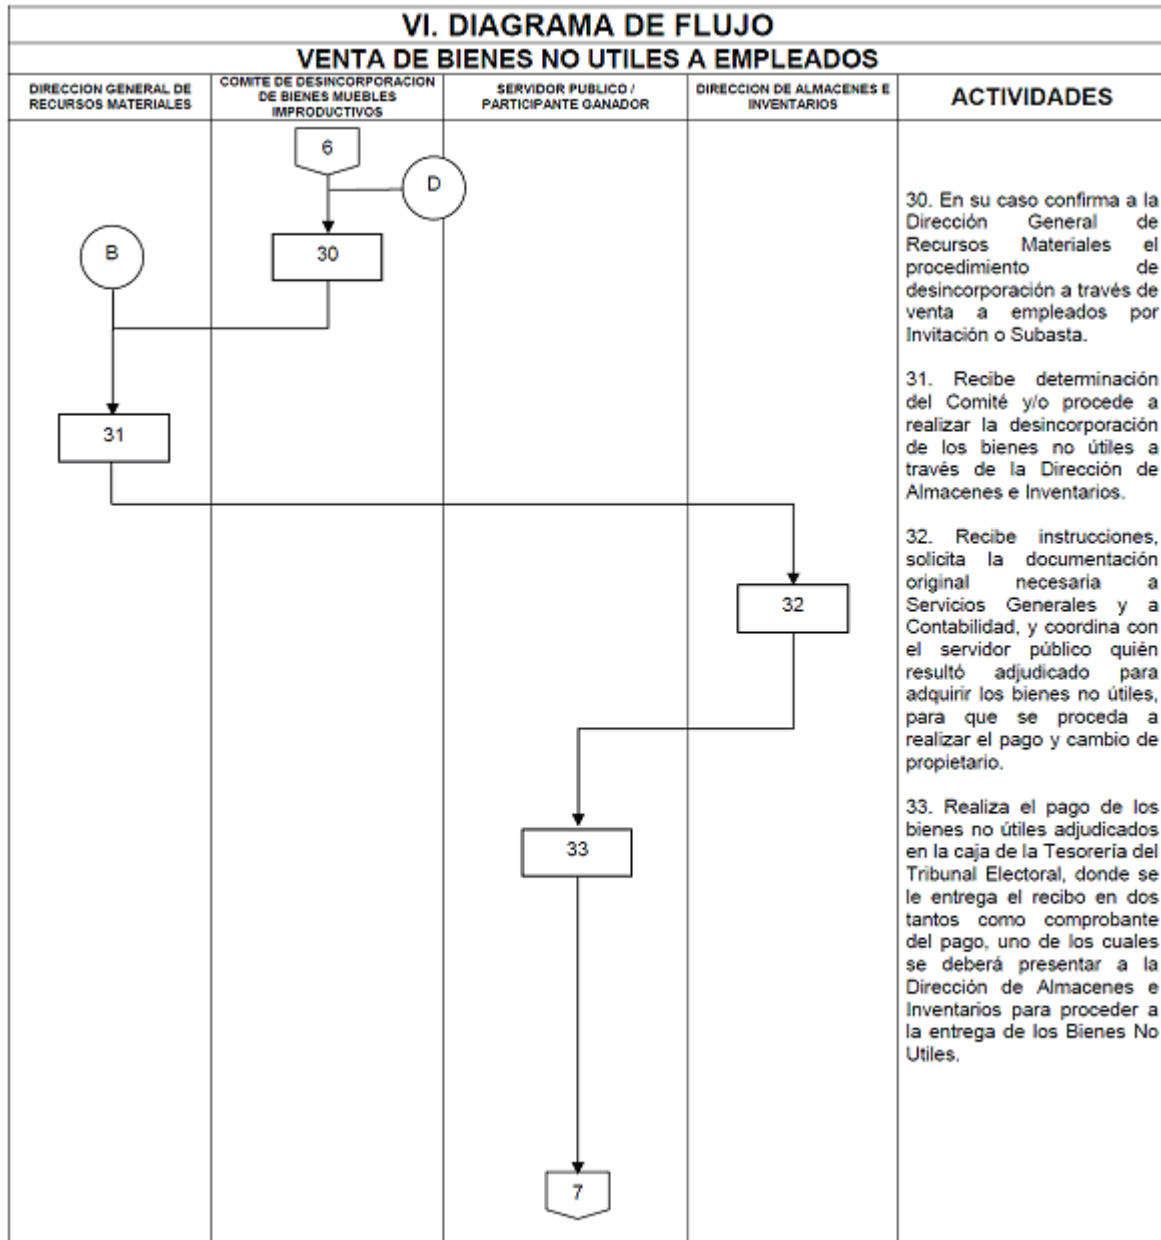 VI. DIAGRAMA DE FLUJO
VENTA DE BIENES NO UTILES A EMPLEADOS
DIRECCION GENERAL DE
RECURSOS MATERIALES
COMITE DE DESINCORPORACION
DE BIENES MUEBLES
IMPRODUCTIVOS
SERVIDOR PUBLICO /
PARTICIPANTE GANADOR
DIRECCION DE ALMACENES E
INVENTARIOS
ACTIVIDADES
6
D
B
30
31
32
33
7
30. En su caso confirma a la
Dirección General de
Recursos Materiales el
procedimiento de
desincorporación a través de
venta a empleados por
Invitación o Subasta.
31. Recibe determinación
del Comité y/o procede a
realizar la desincorporación
de los bienes no útiles a
través de la Dirección de
Almacenes e Inventarios.
32. Recibe instrucciones,
solicita la documentación
original necesaria a
Servicios Generales y a
Contabilidad, y coordina con
el servidor público quién
resultó adjudicado para
adquirir los bienes no útiles,
para que se proceda a
realizar el pago y cambio de
propietario.
33. Realiza el pago de los
bienes no útiles adjudicados
en la caja de la Tesorería del
Tribunal Electoral, donde se
le entrega el recibo en dos
tantos como comprobante
del pago, uno de los cuales
se deberá presentar a la
Dirección de Almacenes e
Inventarios para proceder a
la entrega de los Bienes No
Utiles.